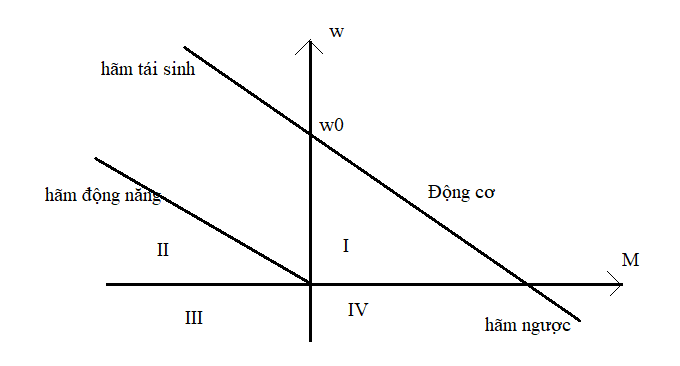 w
hãm tái sinh
w0
Động cơ
hãm động năng
II
I
M
III
IV
hãm ngược